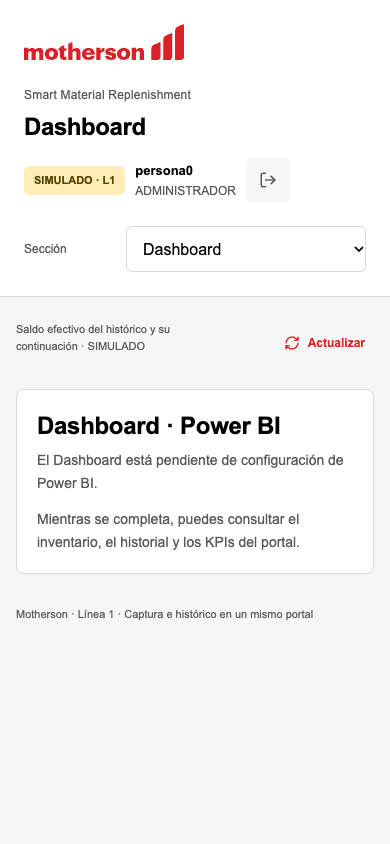 motherson
Smart Material Replenishment
Dashboard
SIMULADO · L1
persona0
ADMINISTRADOR
Sección
Dashboard
Saldo efectivo del histórico y su
continuación · SIMULADO
Actualizar
Dashboard · Power BI
El Dashboard está pendiente de configuración de
Power BI.
Mientras se completa, puedes consultar el
inventario, el historial y los KPIs del portal.
Motherson · Línea 1 · Captura e histórico en un mismo portal